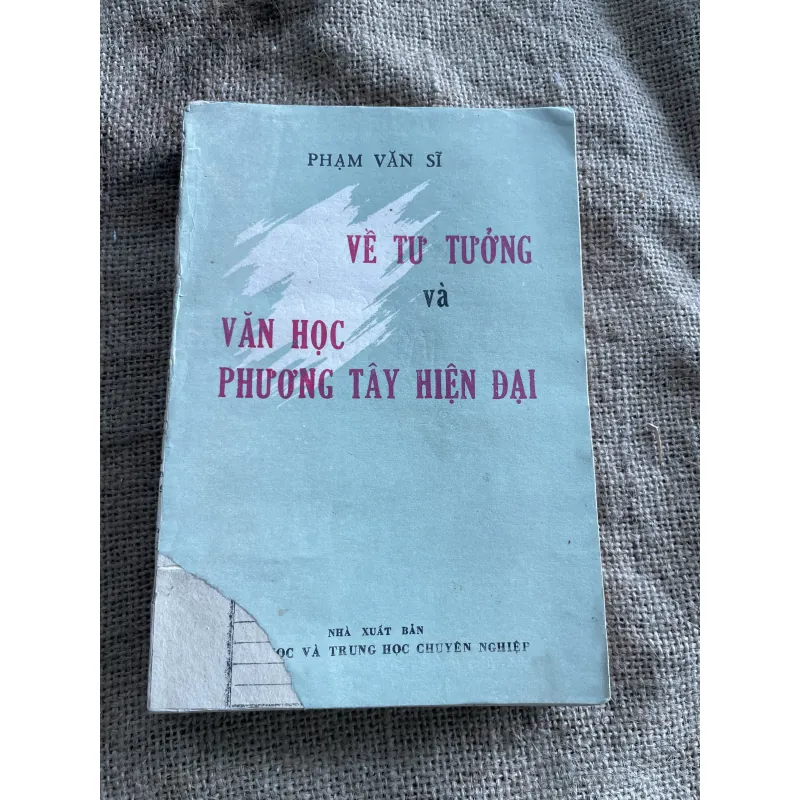 PHẠM VĂN SĨ
VỀ TƯ TƯỞNG
và
VĂN HỌC
PHƯƠNG TÂY HIỆN ĐẠI
NHÀ XUẤT BẢN
VÀ TRUNG HỌC CHUYÊN NGHIỆP